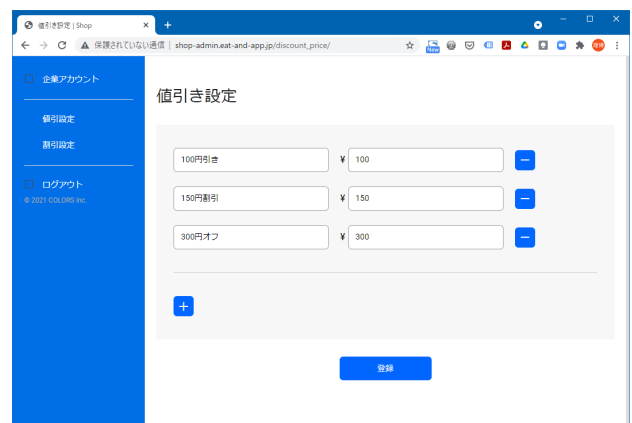 値引き設定 | Shop
保護されていない通信 | shop-admin.eat-and-app.jp/discount_price/
New
企業アカウント
値引設定
割引設定
ログアウト
© 2021 COLORS inc.
値引き設定
100円引き ¥ 100
150円割引 ¥ 150
300円オフ ¥ 300
登録